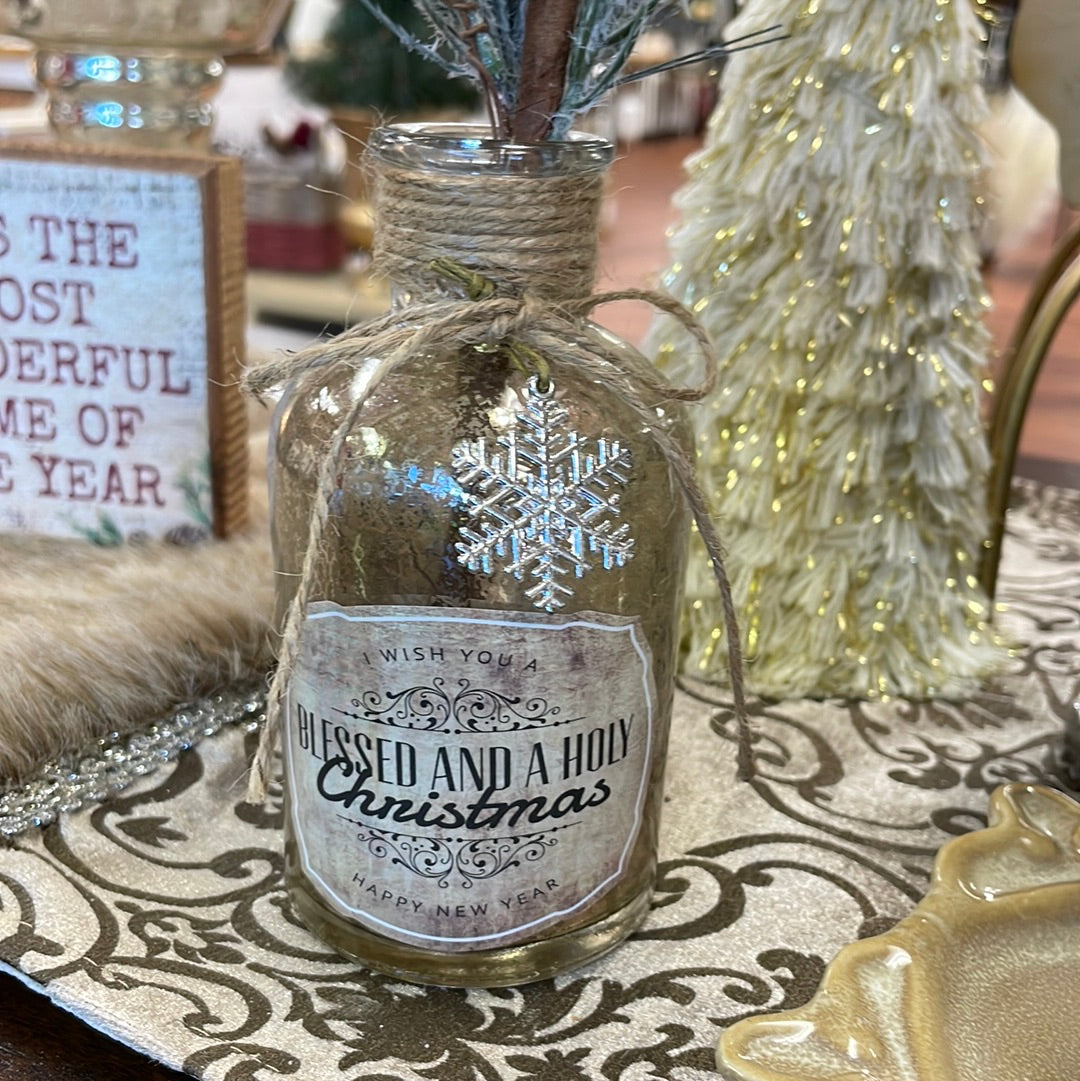 S THE
OST
DERFUL
ME OF
E YEAR
I WISH YOU A
BLESSED AND A HOLY
Christmas
HAPPY NEW YEAR